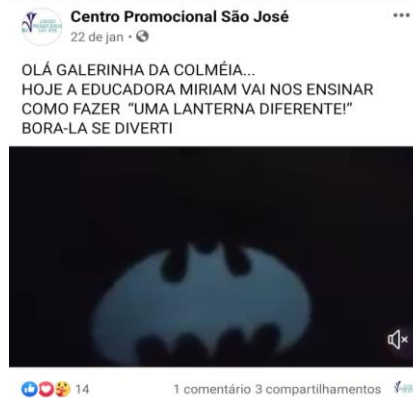 Centro Promocional São José
22 de jan •
OLÁ GALERINHA DA COLMÉIA...
HOJE A EDUCADORA MIRIAM VAI NOS ENSINAR
COMO FAZER “UMA LANTERNA DIFERENTE!”
BORA-LA SE DIVERTI
14
1 comentário 3 compartilhamentos